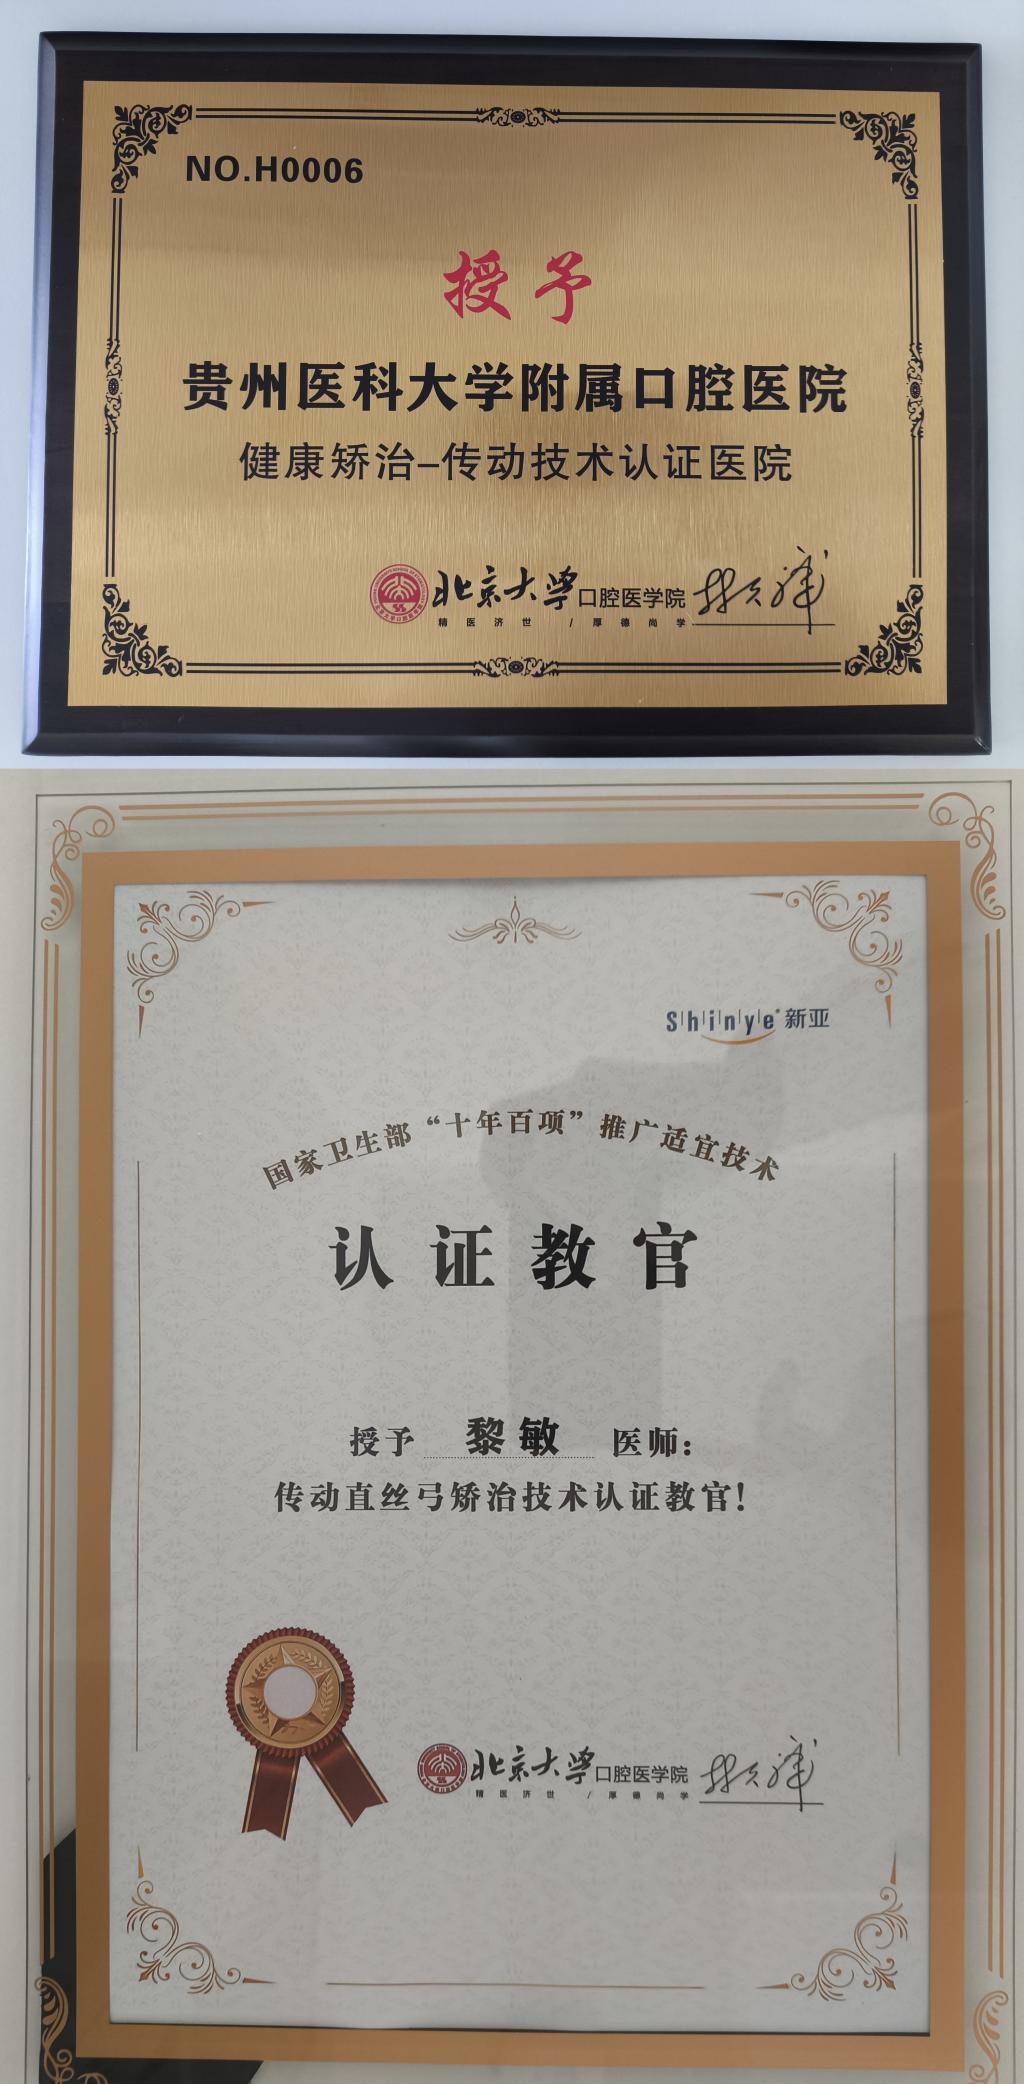 NO.H0006
授予
贵州医科大学附属口腔医院
健康矫治-传动技术认证医院
北京大学口腔医学院
精医济世 / 厚德尚学
Shinye 新亚
国家卫生部“十年百项”推广适宜技术
认证教官
授予 黎敏 医师：
传动直丝弓矫治技术认证教官！
北京大学口腔医学院
精医济世 / 厚德尚学